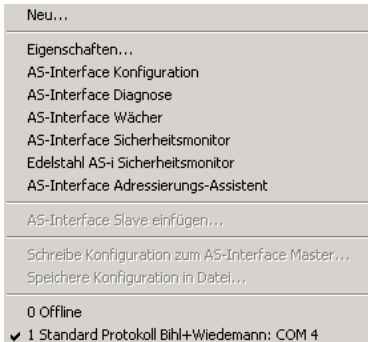 Neu...
Eigenschaften...
AS-Interface Konfiguration
AS-Interface Diagnose
AS-Interface Wächer
AS-Interface Sicherheitsmonitor
Edelstahl AS-i Sicherheitsmonitor
AS-Interface Adressierungs-Assistent
AS-Interface Slave einfügen...
Schreibe Konfiguration zum AS-Interface Master...
Speichere Konfiguration in Datei...
0 Offline
✓ 1 Standard Protokoll Bihl+Wiedemann: COM 4